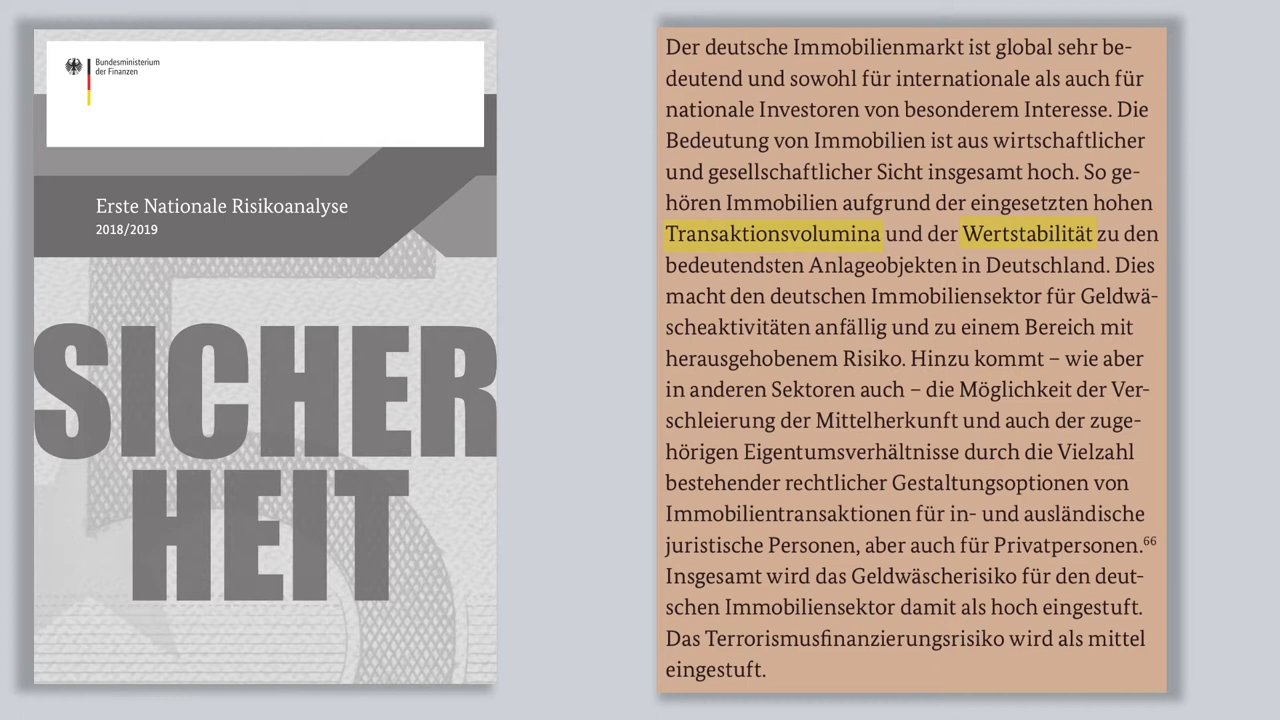 Bundesministerium
der Finanzen
Erste Nationale Risikoanalyse
2018/2019
SICHER
HEIT
Der deutsche Immobilienmarkt ist global sehr be-
deutend und sowohl für internationale als auch für
nationale Investoren von besonderem Interesse. Die
Bedeutung von Immobilien ist aus wirtschaftlicher
und gesellschaftlicher Sicht insgesamt hoch. So ge-
hören Immobilien aufgrund der eingesetzten hohen
Transaktionsvolumina und der Wertstabilität zu den
bedeutendsten Anlageobjekten in Deutschland. Dies
macht den deutschen Immobiliensektor für Geldwä-
scheaktivitäten anfällig und zu einem Bereich mit
herausgehobenem Risiko. Hinzu kommt – wie aber
in anderen Sektoren auch – die Möglichkeit der Ver-
schleierung der Mittelherkunft und auch der zuge-
hörigen Eigentumsverhältnisse durch die Vielzahl
bestehender rechtlicher Gestaltungsoptionen von
Immobilientransaktionen für in- und ausländische
juristische Personen, aber auch für Privatpersonen.⁶⁶
Insgesamt wird das Geldwäscherisiko für den deut-
schen Immobiliensektor damit als hoch eingestuft.
Das Terrorismusfinanzierungsrisiko wird als mittel
eingestuft.